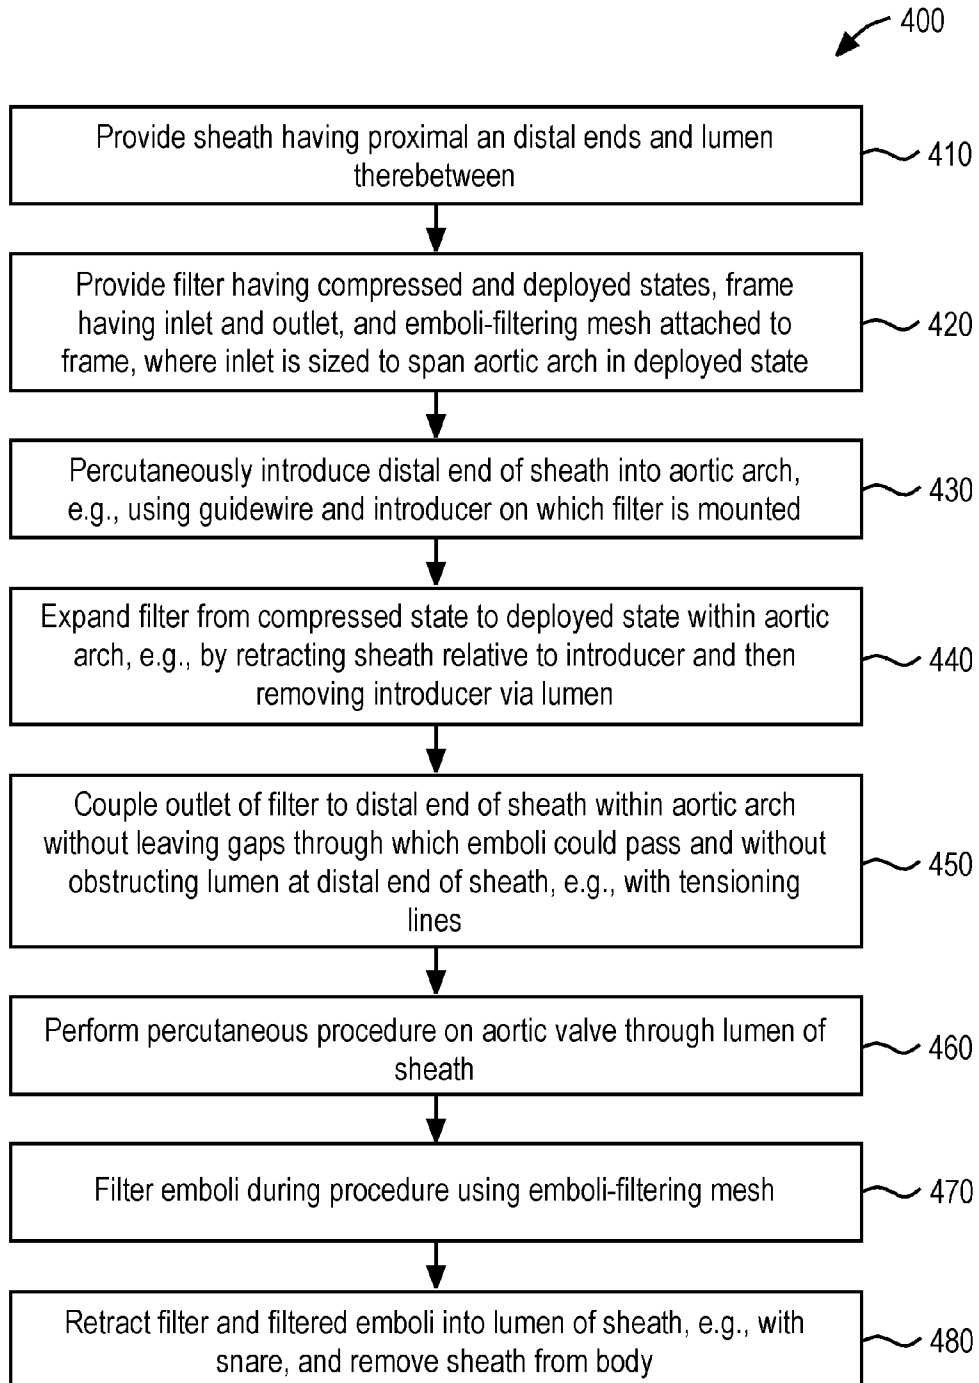 400
Provide sheath having proximal an distal ends and lumen
therebetween
410
Provide filter having compressed and deployed states, frame
having inlet and outlet, and emboli-filtering mesh attached to
frame, where inlet is sized to span aortic arch in deployed state
420
Percutaneously introduce distal end of sheath into aortic arch,
e.g., using guidewire and introducer on which filter is mounted
430
Expand filter from compressed state to deployed state within aortic
arch, e.g., by retracting sheath relative to introducer and then
removing introducer via lumen
440
Couple outlet of filter to distal end of sheath within aortic arch
without leaving gaps through which emboli could pass and without
obstructing lumen at distal end of sheath, e.g., with tensioning
lines
450
Perform percutaneous procedure on aortic valve through lumen of
sheath
460
Filter emboli during procedure using emboli-filtering mesh
470
Retract filter and filtered emboli into lumen of sheath, e.g., with
snare, and remove sheath from body
480